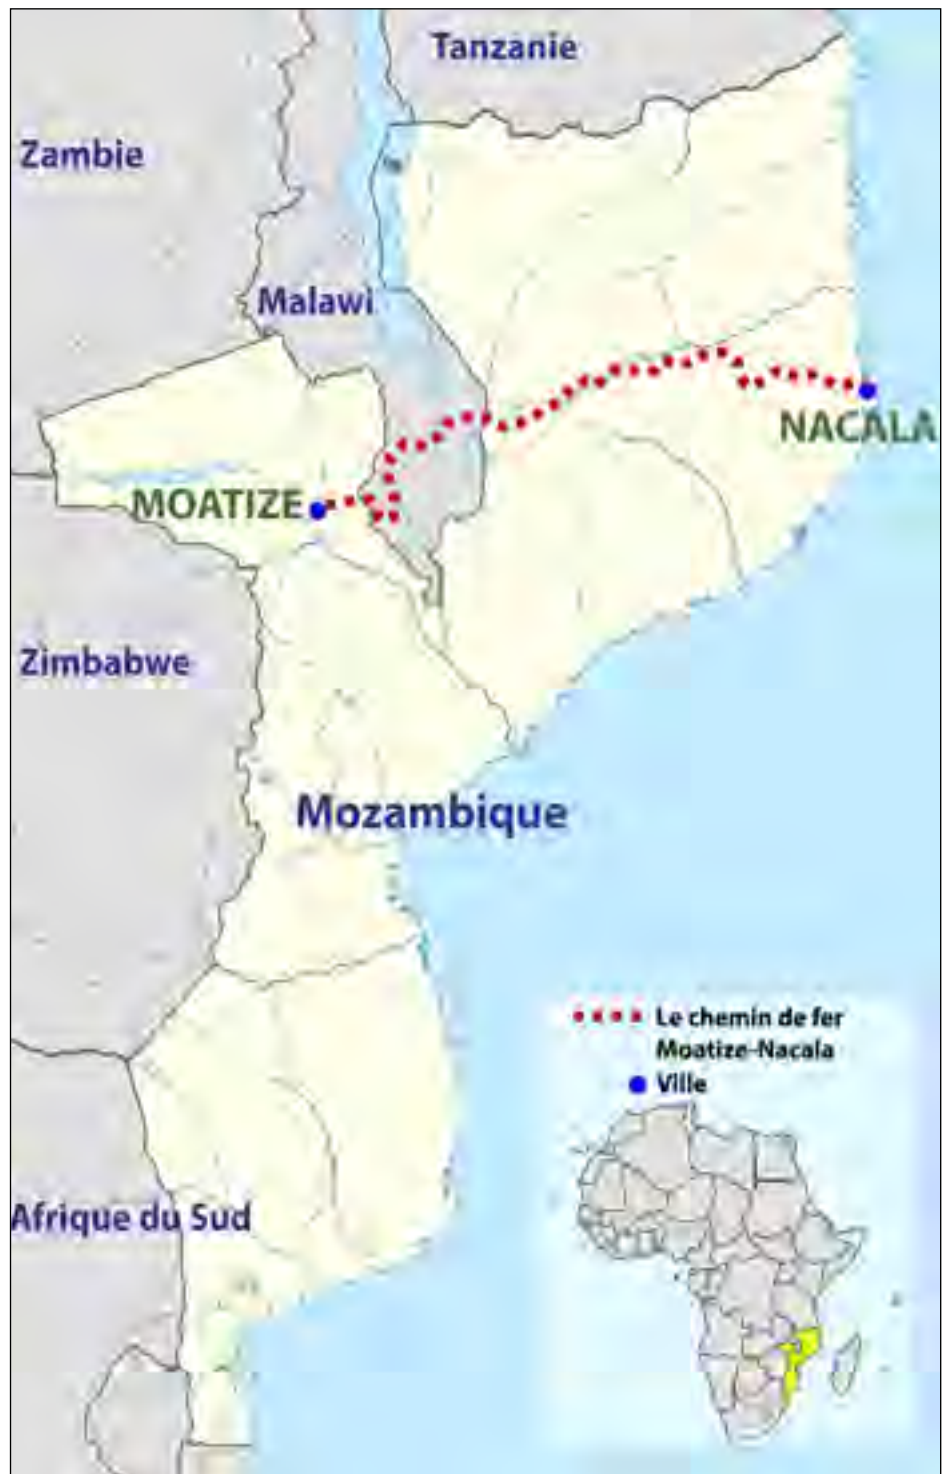 Tanzanie
Zambie
Malawi
NACALA
MOATIZE
Zimbabwe
Mozambique
Le chemin de fer
Moatize-Nacala
Ville
Afrique du Sud